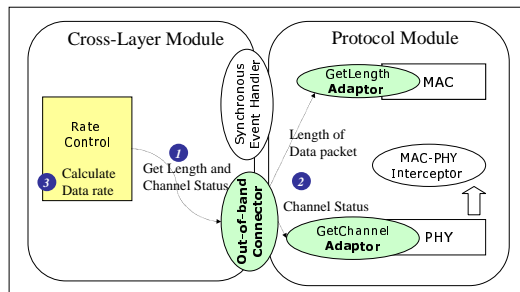 Cross-Layer Module
Protocol Module
Synchronous
Event Handler
GetLength
Adaptor
MAC
Rate
Control
1
Get Length and
Channel Status
3
Calculate
Data rate
Length of
Data packet
2
Channel Status
MAC-PHY
Interceptor
Out-of-band
Connector
GetChannel
Adaptor
PHY